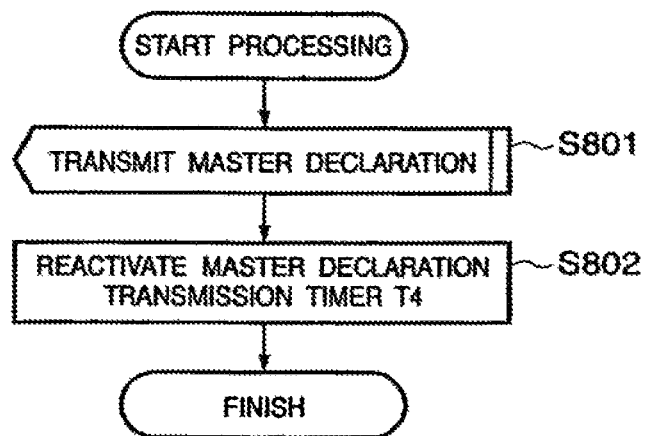 START PROCESSING
TRANSMIT MASTER DECLARATION
S801
REACTIVATE MASTER DECLARATION
TRANSMISSION TIMER T4
S802
FINISH